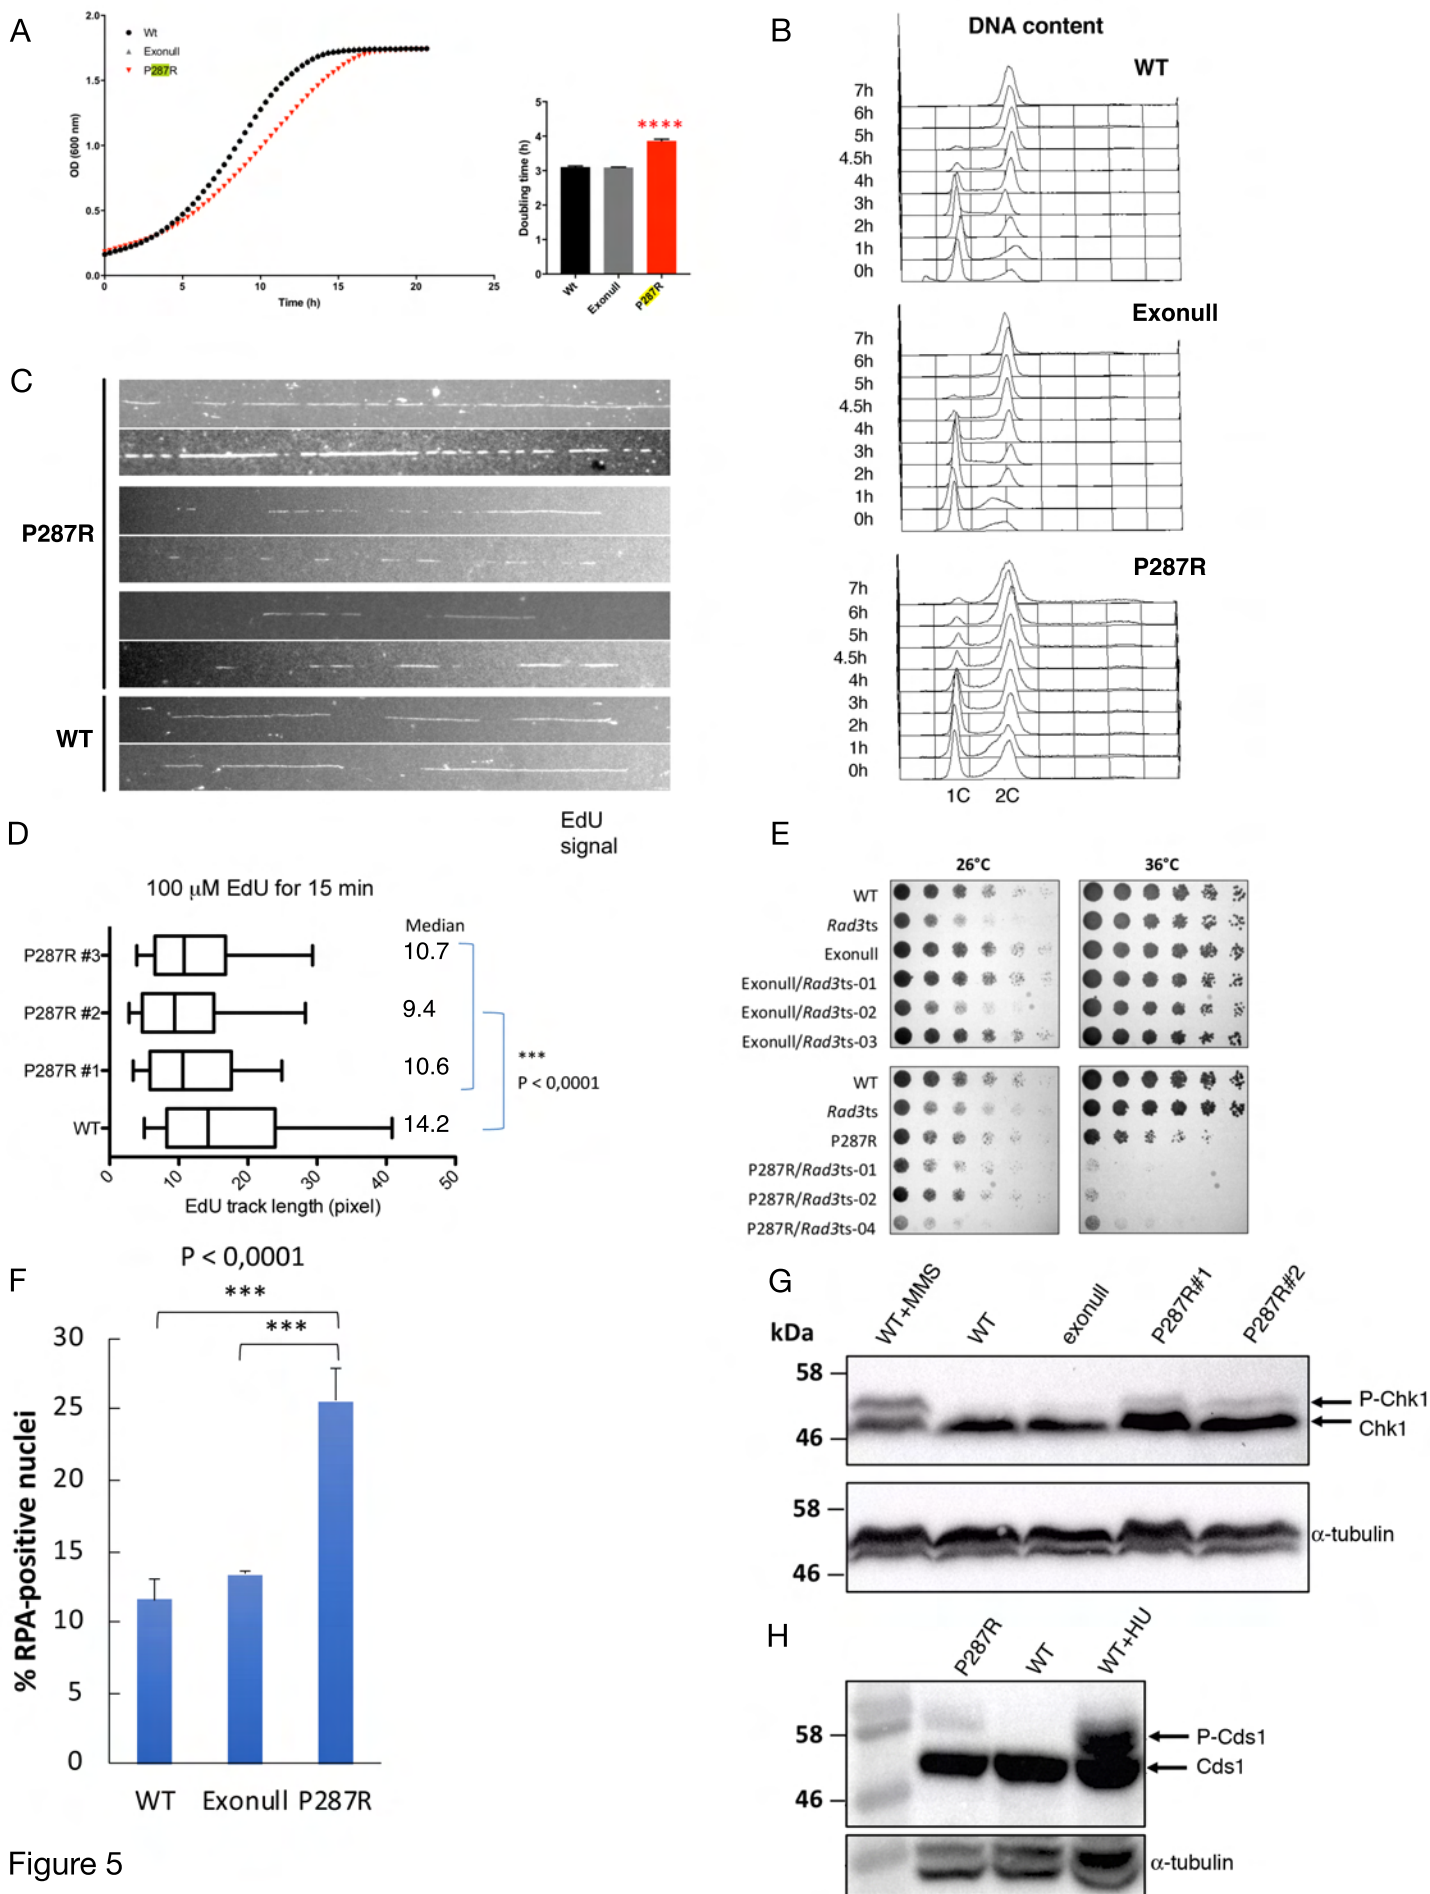 A
2.0
1.5
1.0
0.5
0.0
OD (600 nm)
Wt
Exonull
P287R
0 5 10 15 20 25
Time (h)
5
4
3
2
1
0
Doubling time (h)
****
Wt Exonull P287R
B
DNA content
WT
7h
6h
5h
4.5h
4h
3h
2h
1h
0h
Exonull
7h
6h
5h
4.5h
4h
3h
2h
1h
0h
P287R
7h
6h
5h
4.5h
4h
3h
2h
1h
0h
1C 2C
C
P287R
WT
EdU
signal
D
100 µM EdU for 15 min
Median
P287R #3 10.7
P287R #2 9.4
P287R #1 10.6
WT 14.2
***
P < 0,0001
0 10 20 30 40 50
EdU track length (pixel)
E
26°C 36°C
WT
Rad3ts
Exonull
Exonull/Rad3ts-01
Exonull/Rad3ts-02
Exonull/Rad3ts-03
WT
Rad3ts
P287R
P287R/Rad3ts-01
P287R/Rad3ts-02
P287R/Rad3ts-04
F
P < 0,0001
***
***
30
25
20
15
10
5
0
% RPA-positive nuclei
WT Exonull P287R
G
kDa
WT+MMS WT exonull P287R#1 P287R#2
58
46
P-Chk1
Chk1
58
46
α-tubulin
H
P287R WT WT+HU
58
46
P-Cds1
Cds1
α-tubulin
Figure 5